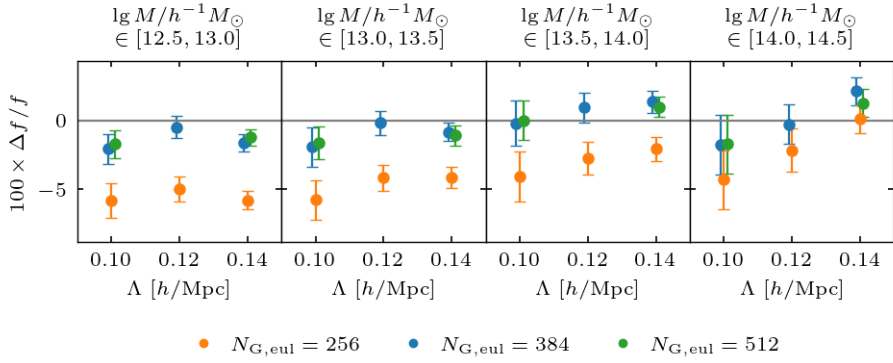 lg M/h⁻¹M⊙ lg M/h⁻¹M⊙ lg M/h⁻¹M⊙ lg M/h⁻¹M⊙
∈ [12.5, 13.0] ∈ [13.0, 13.5] ∈ [13.5, 14.0] ∈ [14.0, 14.5]
100 × Δf/f
0
−5
0.10 0.12 0.14 0.10 0.12 0.14 0.10 0.12 0.14 0.10 0.12 0.14
Λ [h/Mpc] Λ [h/Mpc] Λ [h/Mpc] Λ [h/Mpc]
N_G,eul = 256 N_G,eul = 384 N_G,eul = 512